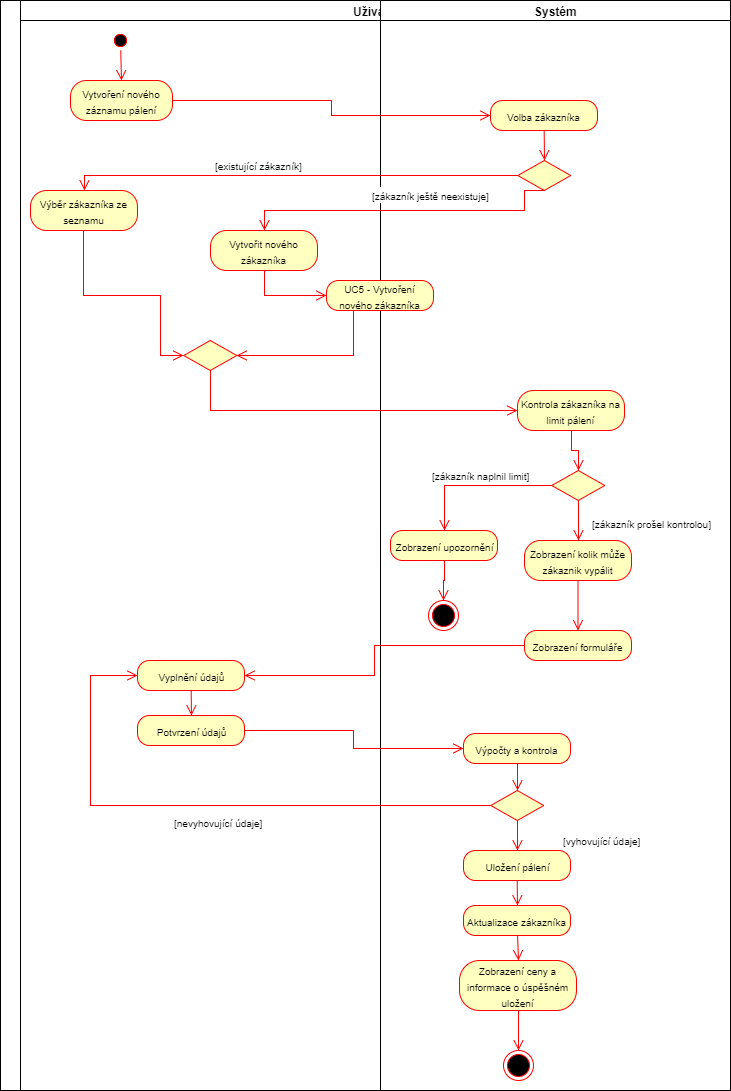 Uživa
Systém
Vytvoření nového
záznamu pálení
Volba zákazníka
[existující zákazník]
[zákazník ještě neexistuje]
Výběr zákazníka ze
seznamu
Vytvořit nového
zákazníka
UC5 - Vytvoření
nového zákazníka
Kontrola zákazníka na
limit pálení
[zákazník naplnil limit]
[zákazník prošel kontrolou]
Zobrazení upozornění
Zobrazení kolik může
zákaznik vypálit
Zobrazení formuláře
Vyplnění údajů
Potvrzení údajů
Výpočty a kontrola
[nevyhovující údaje]
[vyhovující údaje]
Uložení pálení
Aktualizace zákazníka
Zobrazení ceny a
informace o úspěšném
uložení